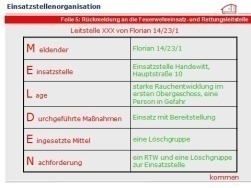 Einsatzstellenorganisation
Folie 5: Rückmeldung an die Feuerwehreinsatz- und Rettungsleitstelle
Leitstelle XXX von Florian 14/23/1
M eldender
Florian 14/23/1
E insatzstelle
Einsatzstelle Handewitt,
Hauptstraße 10
L age
starke Rauchentwicklung im
ersten Obergeschoss, eine
Person in Gefahr
D urchgeführte Maßnahmen
Einsatz mit Bereitstellung
E ingesetzte Mittel
eine Löschgruppe
N achforderung
ein RTW und eine Löschgruppe
zur Einsatzstelle
kommen